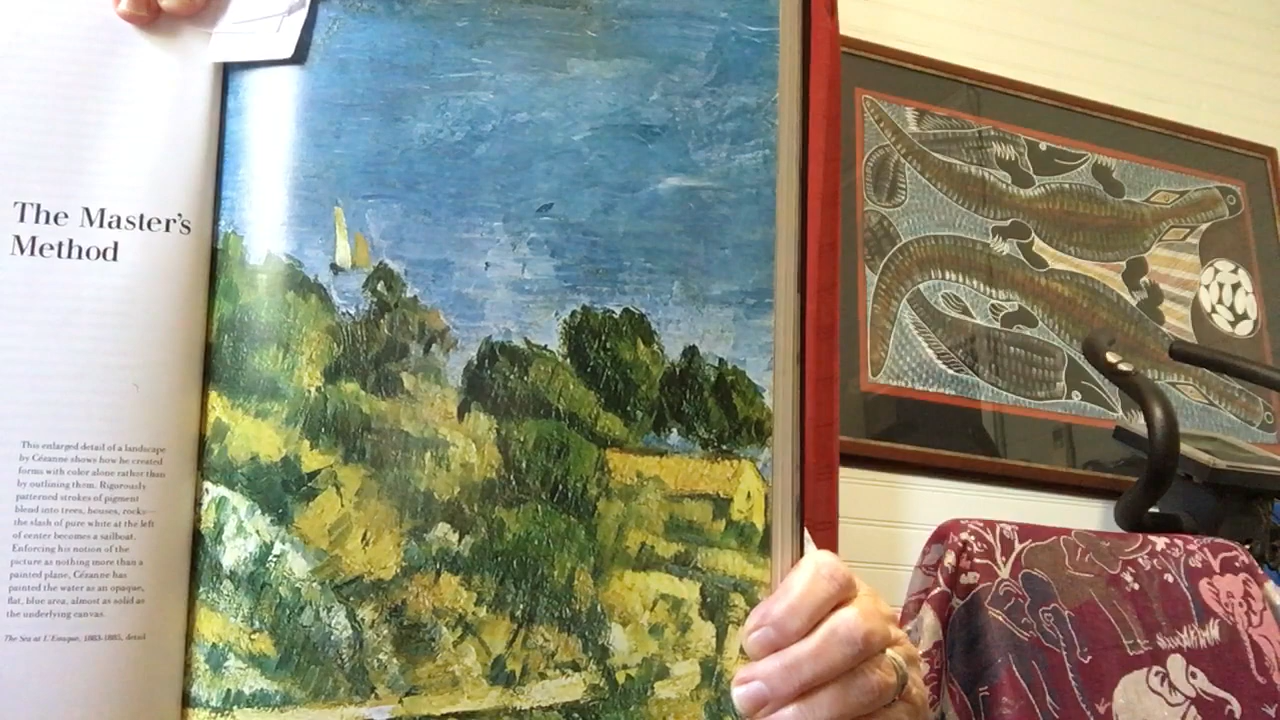 The Master's
Method
This enlarged detail of a landscape
by Cézanne shows how he created
forms with color alone rather than
by outlining them. Rigorously
patterned strokes of pigment
blend into trees, houses, rocks—
the slash of pure white at the left
of center becomes a sailboat.
Enforcing his notion of the
picture as nothing more than a
painted plane, Cézanne has
painted the water as an opaque,
flat, blue area, almost as solid as
the underlying canvas.
The Sea at L'Estaque, 1883-1885, detail